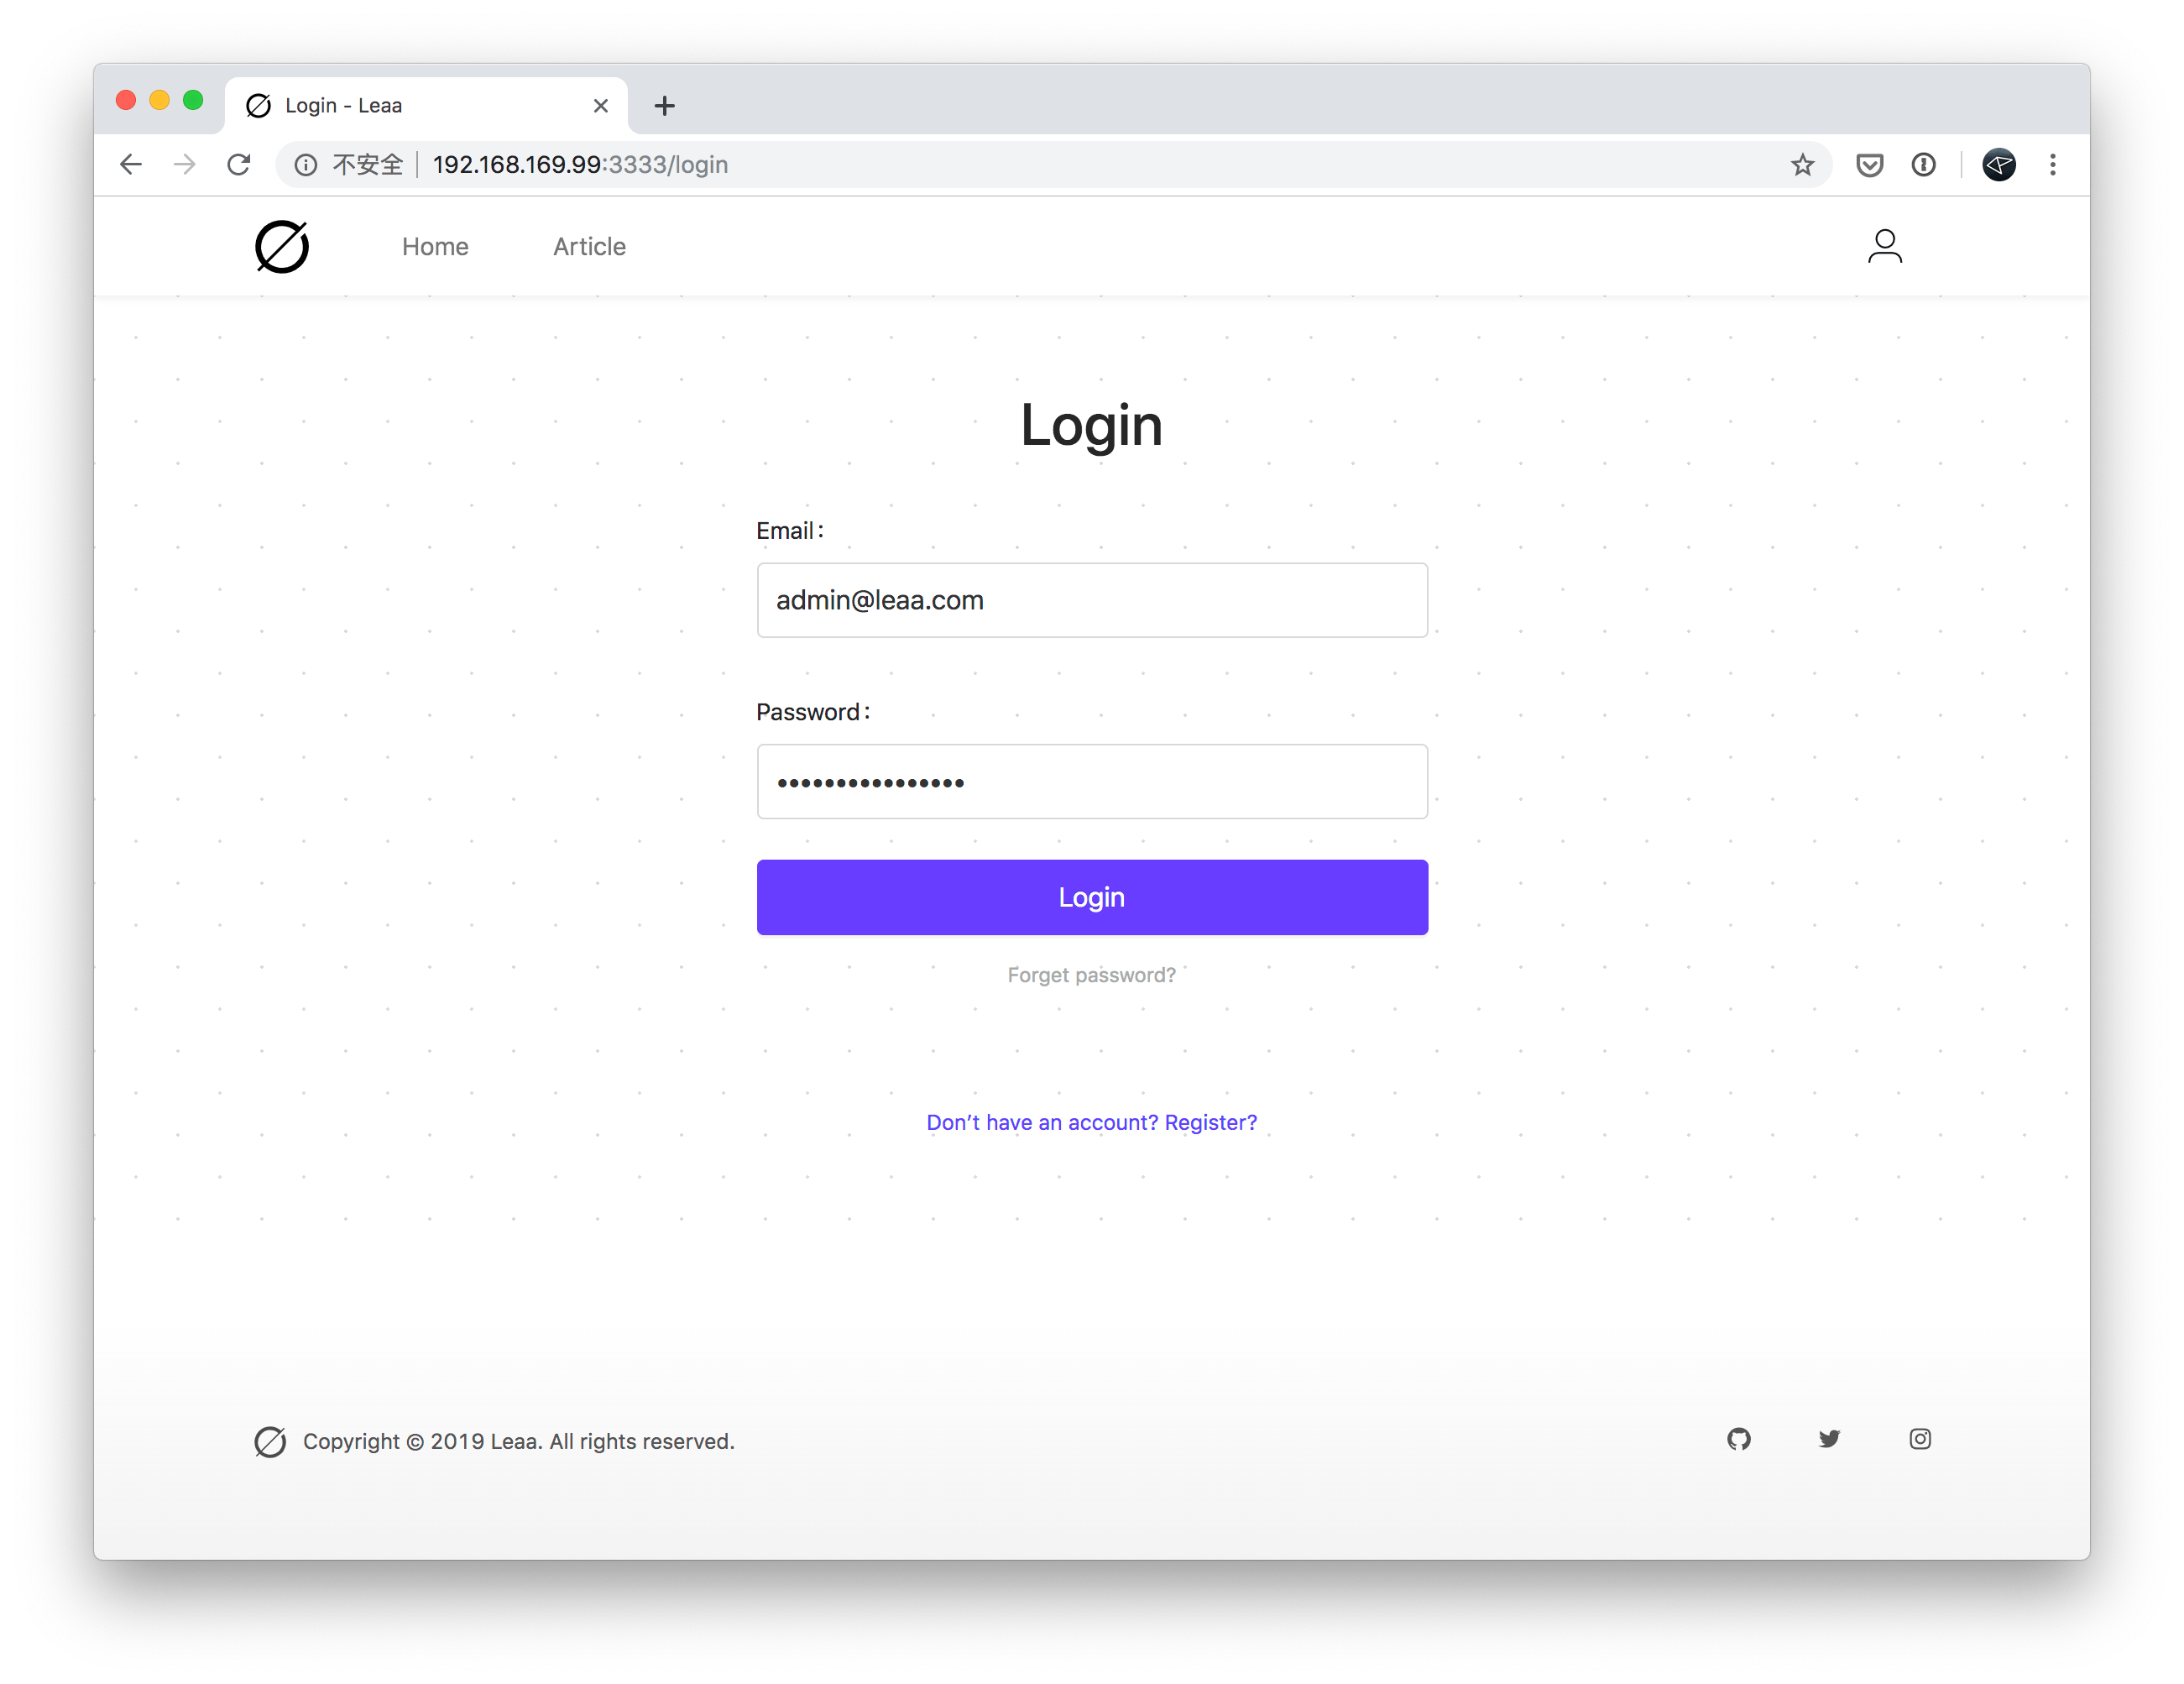 Login - Leaa
不安全 192.168.169.99:3333/login
Home Article
Login
Email:
admin@leaa.com
Password:
••••••••••••••••
Login
Forget password?
Don’t have an account? Register?
Copyright © 2019 Leaa. All rights reserved.